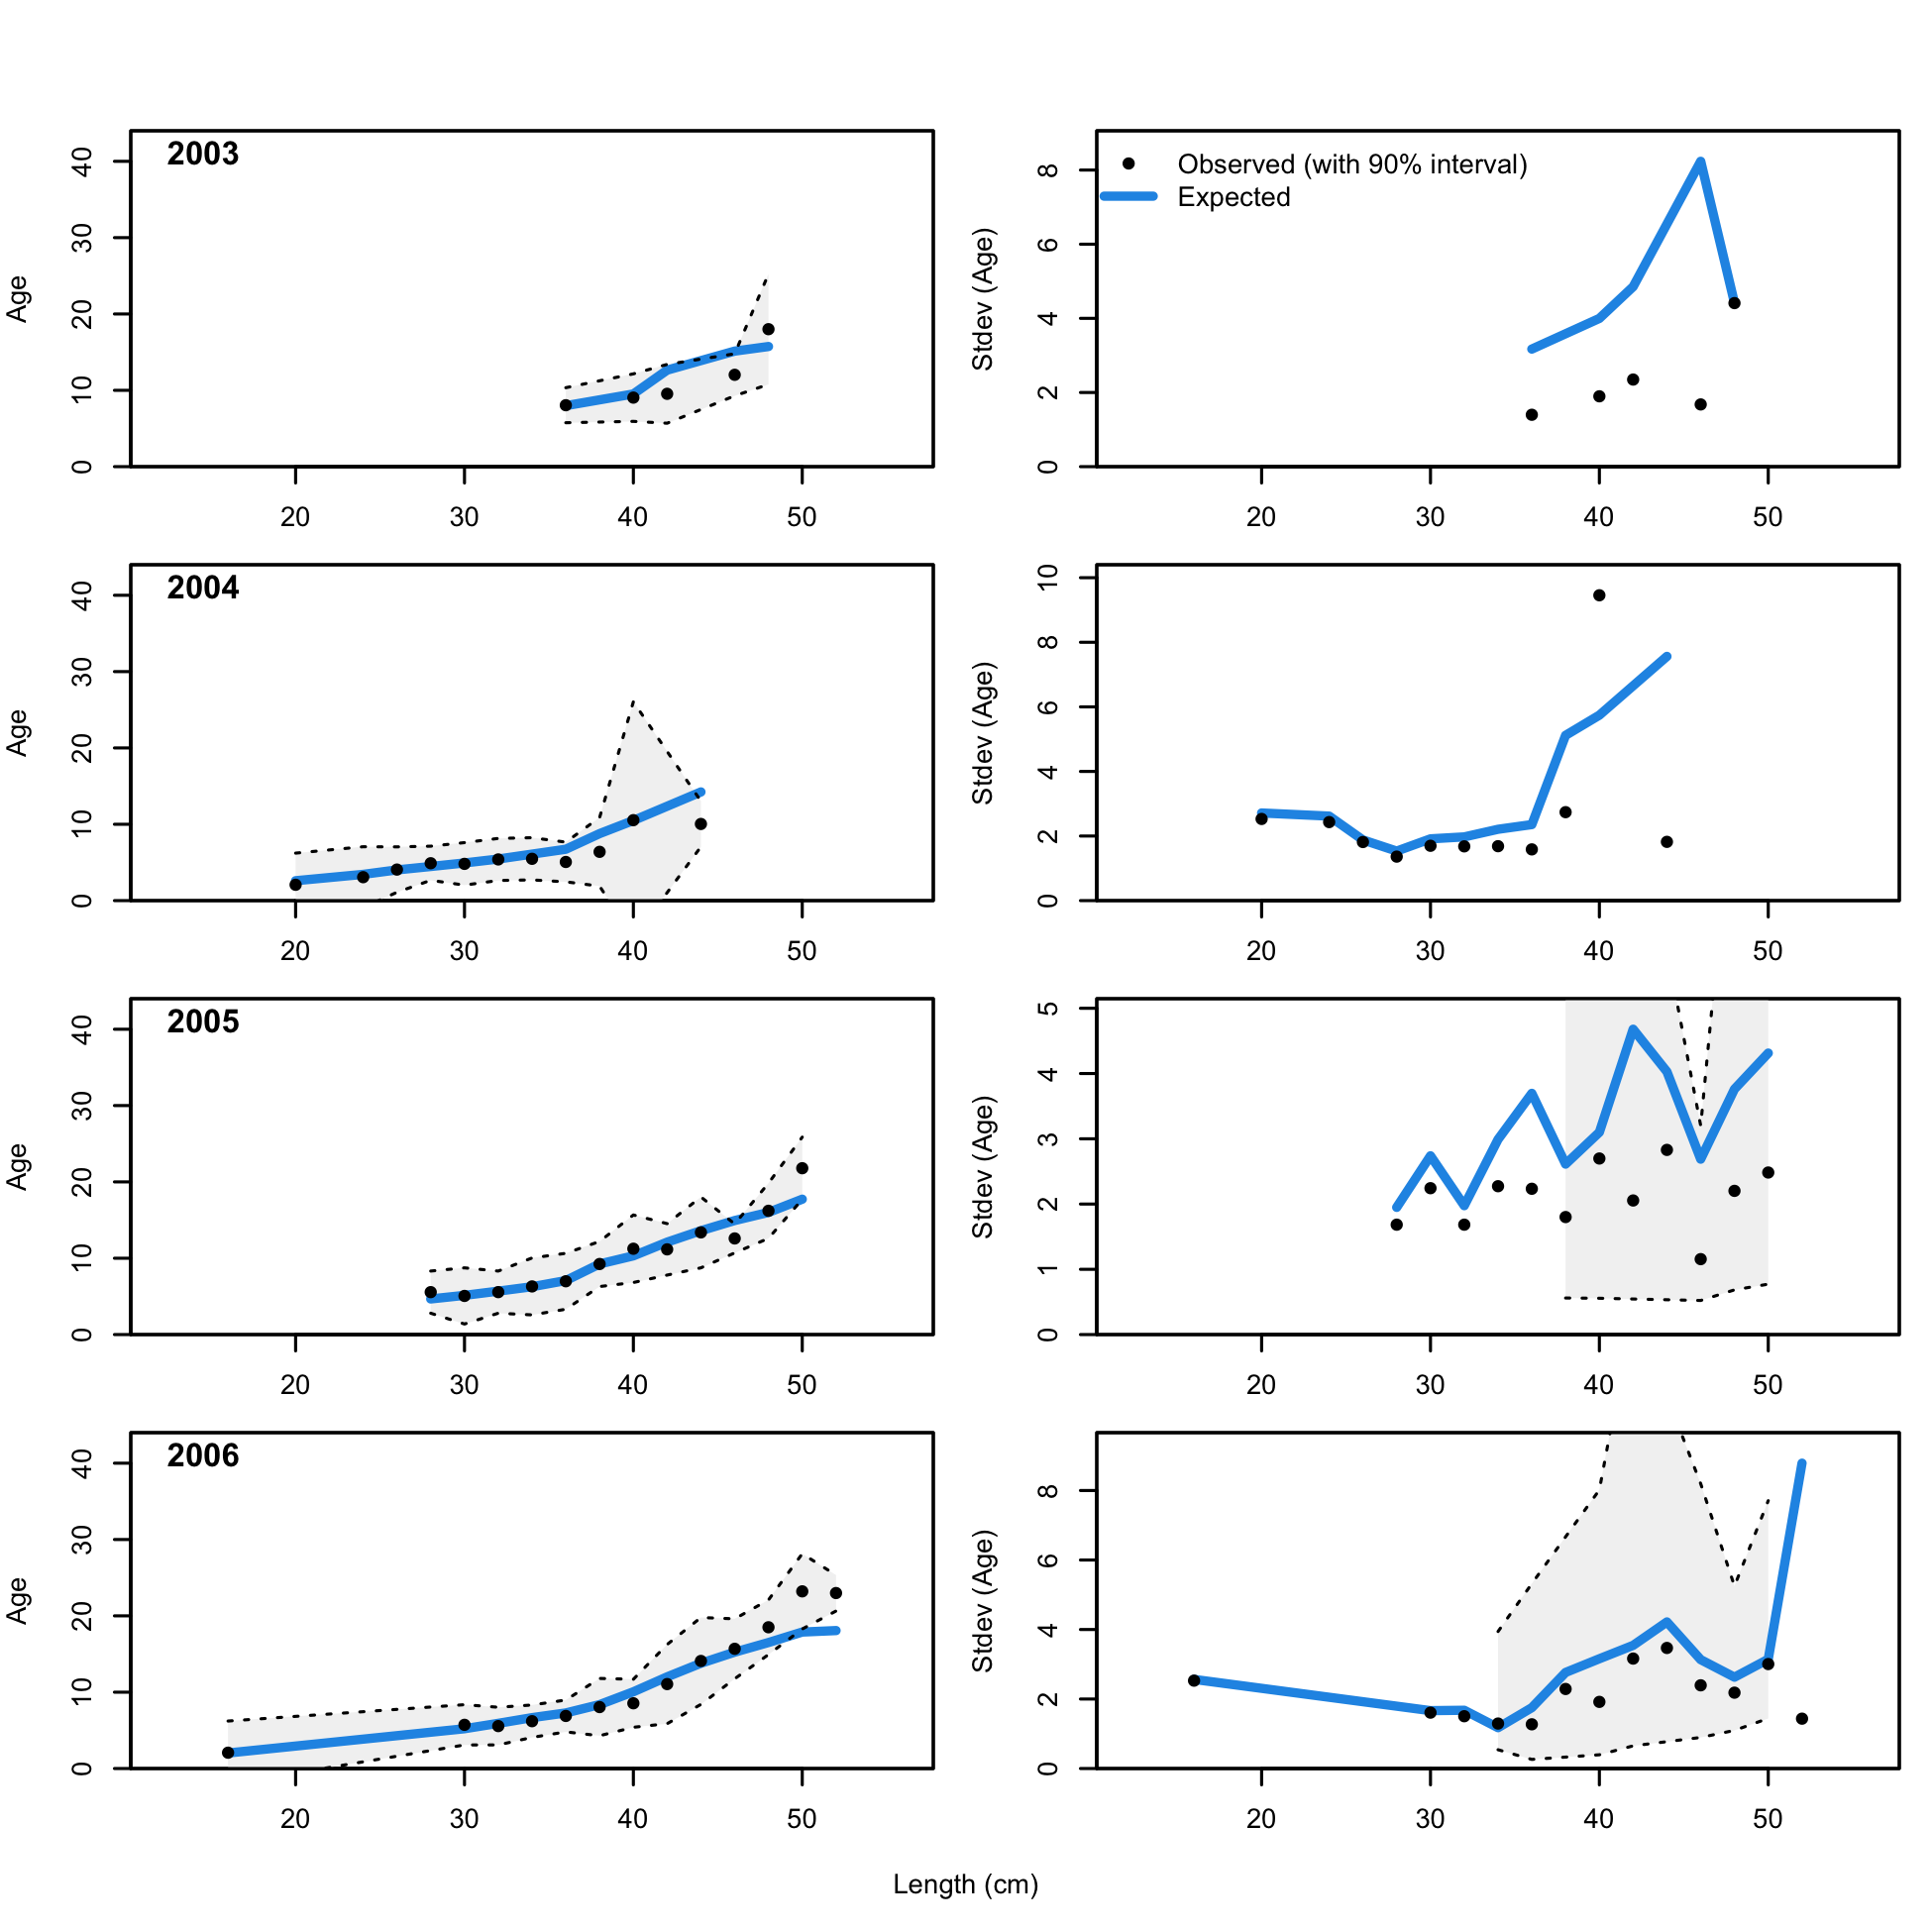 2003
Age
0 10 20 30 40
20 30 40 50
Observed (with 90% interval)
Expected
Stdev (Age)
0 2 4 6 8
20 30 40 50
2004
Age
0 10 20 30 40
20 30 40 50
Stdev (Age)
0 2 4 6 8 10
20 30 40 50
2005
Age
0 10 20 30 40
20 30 40 50
Stdev (Age)
0 1 2 3 4 5
20 30 40 50
2006
Age
0 10 20 30 40
20 30 40 50
Stdev (Age)
0 2 4 6 8
20 30 40 50
Length (cm)